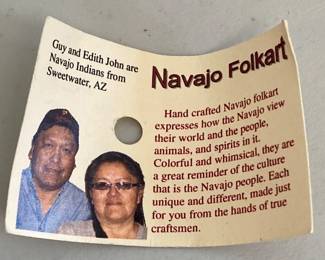 Guy and Edith John are
Navajo Indians from
Sweetwater, AZ
Navajo Folkart
Hand crafted Navajo folkart
expresses how the Navajo view
their world and the people,
animals, and spirits in it.
Colorful and whimsical, they are
a great reminder of the culture
that is the Navajo people. Each
unique and different, made just
for you from the hands of true
craftsmen.